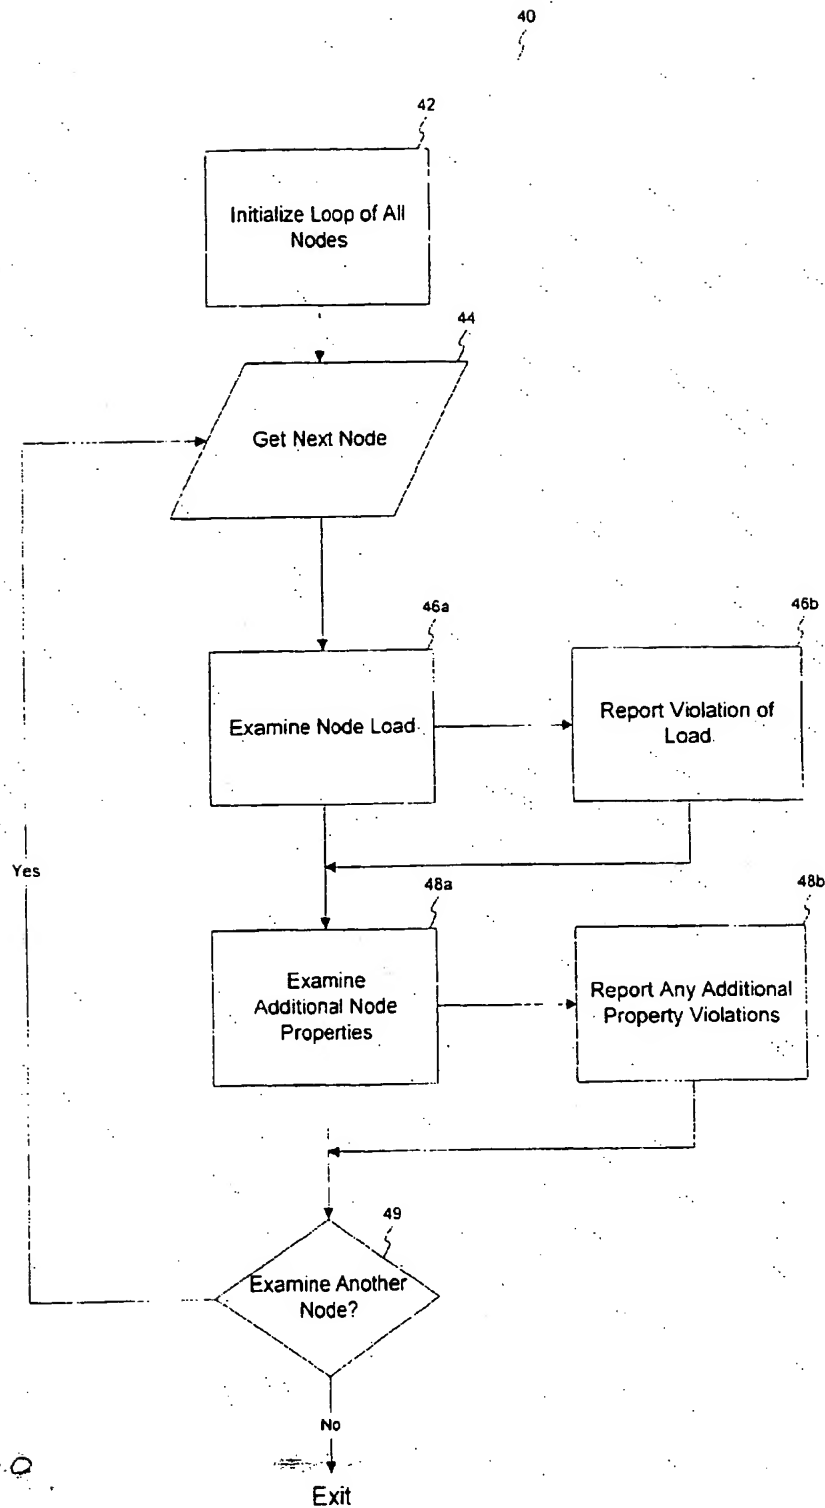 40
42
Initialize Loop of All
Nodes
44
Get Next Node
46a
46b
Examine Node Load
Report Violation of
Load
Yes
48a
48b
Examine
Additional Node
Properties
Report Any Additional
Property Violations
49
Examine Another
Node?
No
Exit